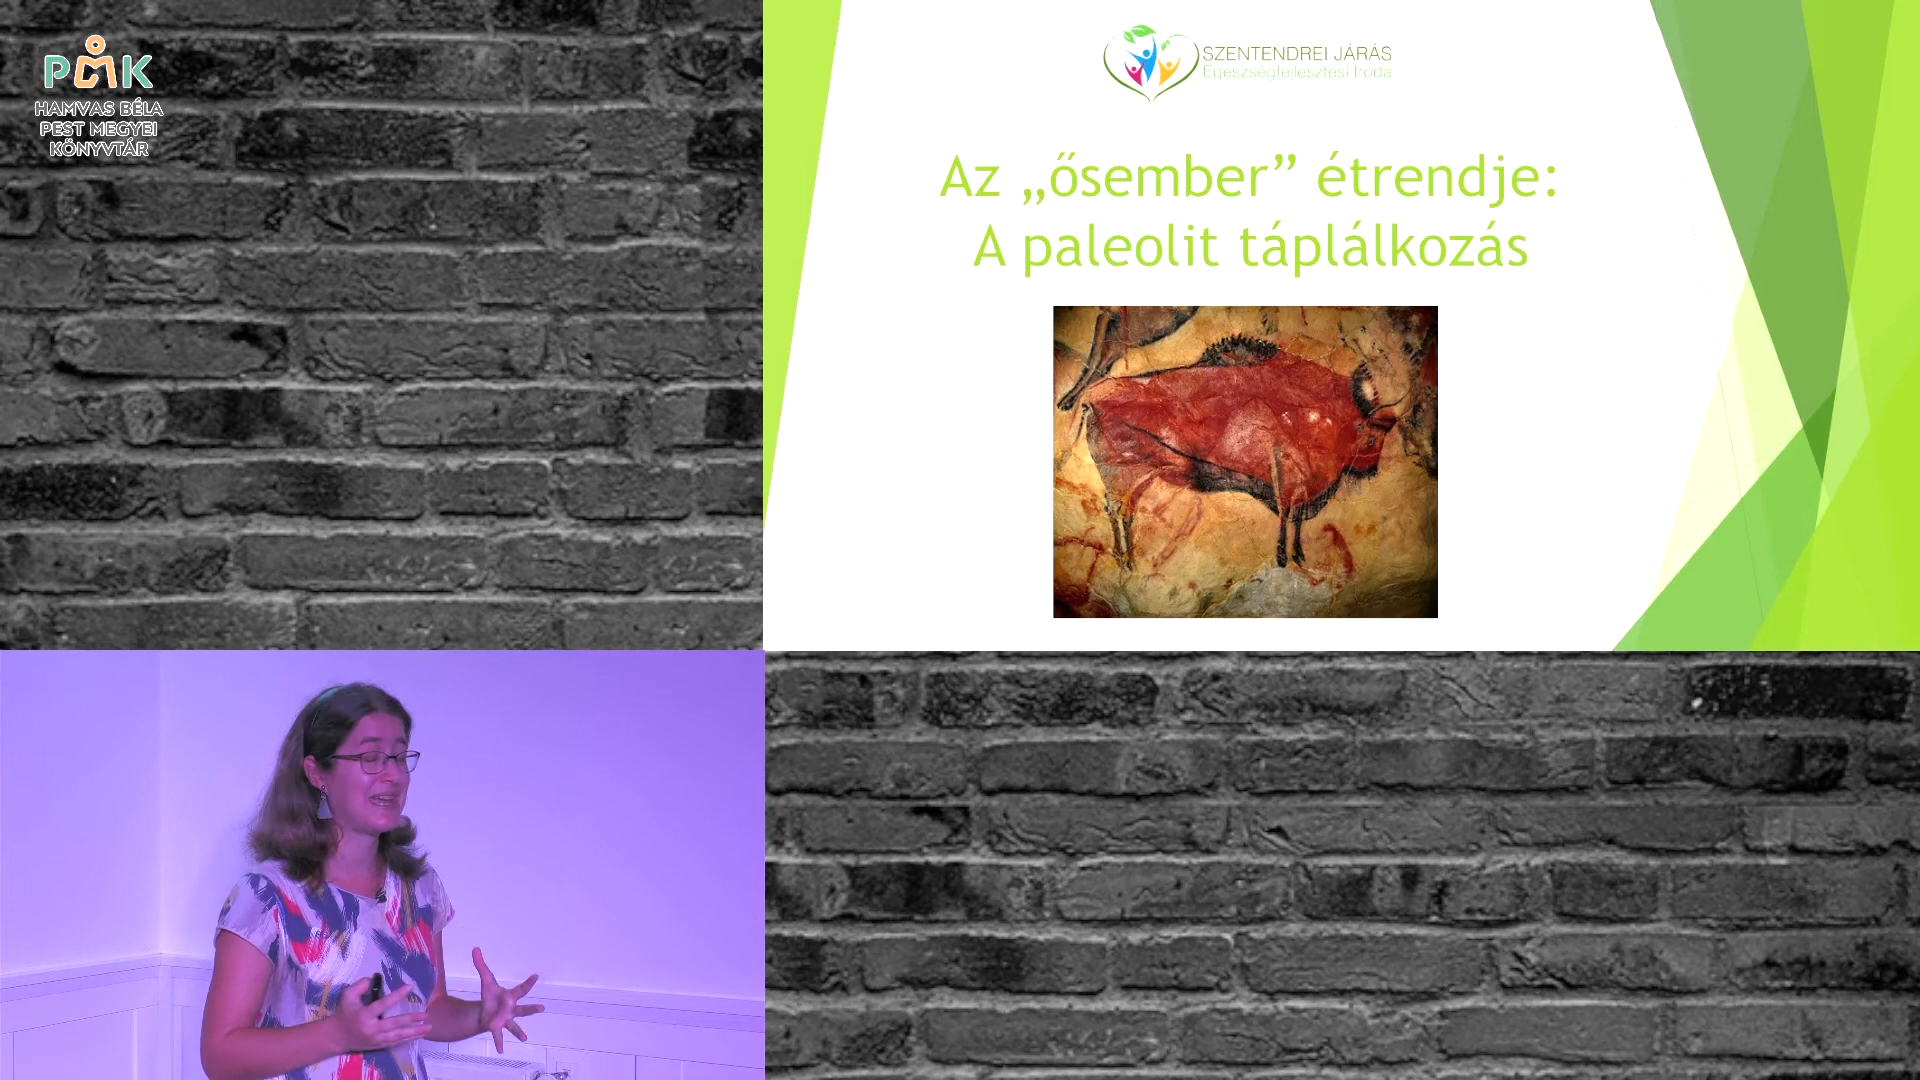 PMK
HAMVAS BÉLA
PEST MEGYEI
KÖNYVTÁR
SZENTENDREI JÁRÁS
Egészségfejlesztési Iroda
Az „ősember” étrendje:
A paleolit táplálkozás